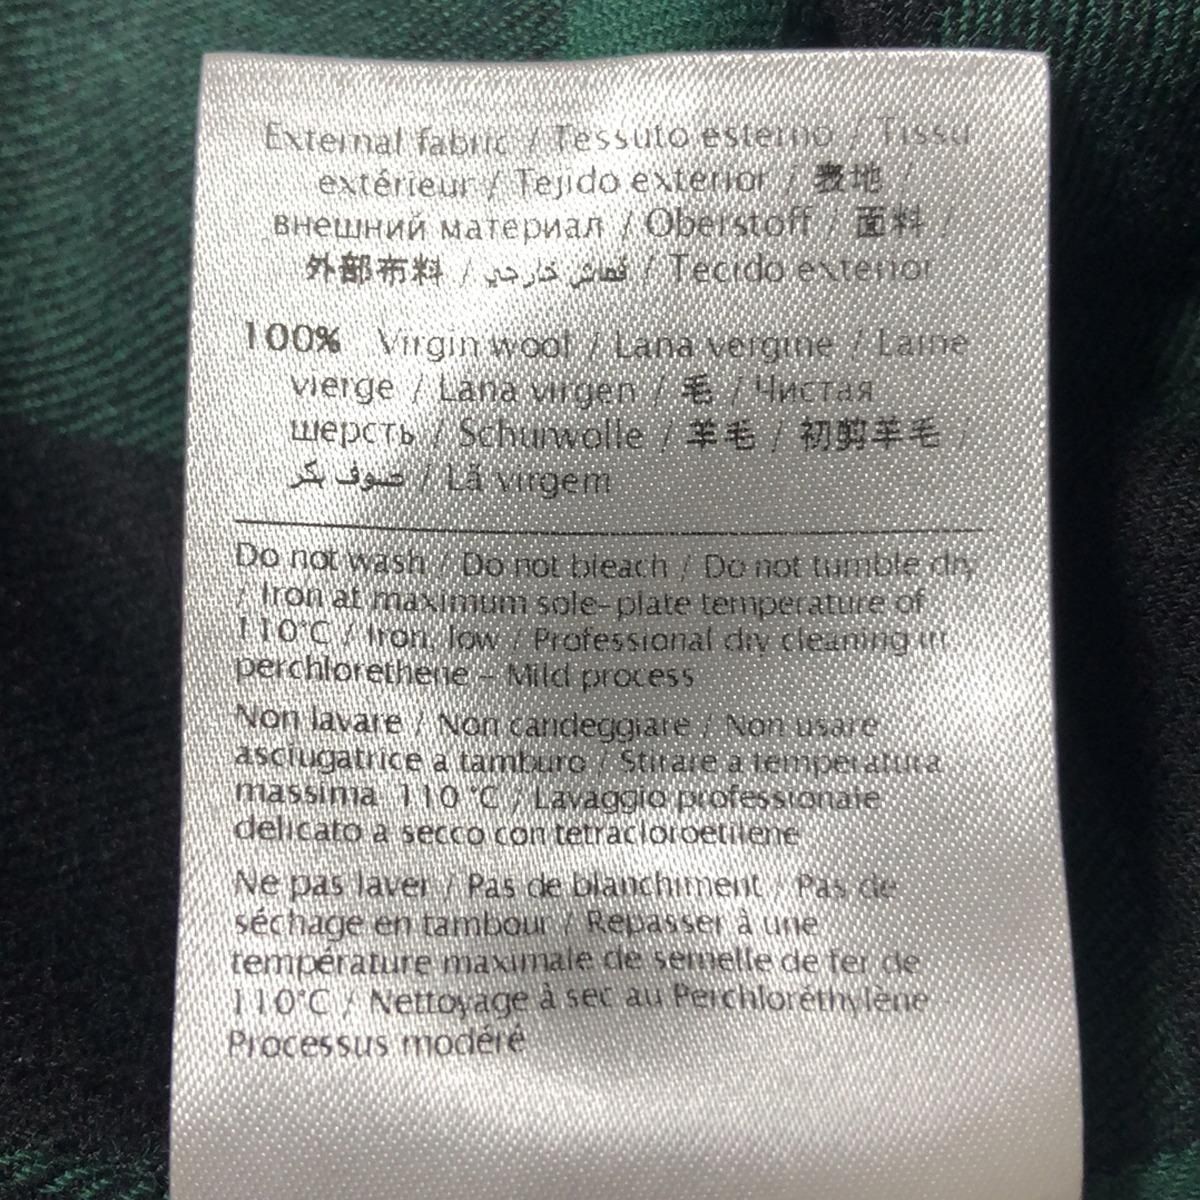 External fabric / Tessuto esterno / Tissu
extérieur / Tejido exterior / 表地 /
внешний материал / Oberstoff / 面料 /
外部布料 / قماش خارجي / Tecido exterior
100% Virgin wool / Lana vergine / Laine
vierge / Lana virgen / 毛 / Чистая
шерсть / Schurwolle / 羊毛 / 初剪羊毛 /
صوف بكر / Lã virgem
Do not wash / Do not bleach / Do not tumble dry
/ Iron at maximum sole-plate temperature of
110°C / Iron, low / Professional dry cleaning in
perchlorethene - Mild process
Non lavare / Non candeggiare / Non usare
asciugatrice a tamburo / Stirare a temperatura
massima 110 °C / Lavaggio professionale
delicato a secco con tetracloroetilene
Ne pas laver / Pas de blanchiment / Pas de
séchage en tambour / Repasser à une
température maximale de semelle de fer de
110°C / Nettoyage à sec au Perchloréthylène
Processus modéré